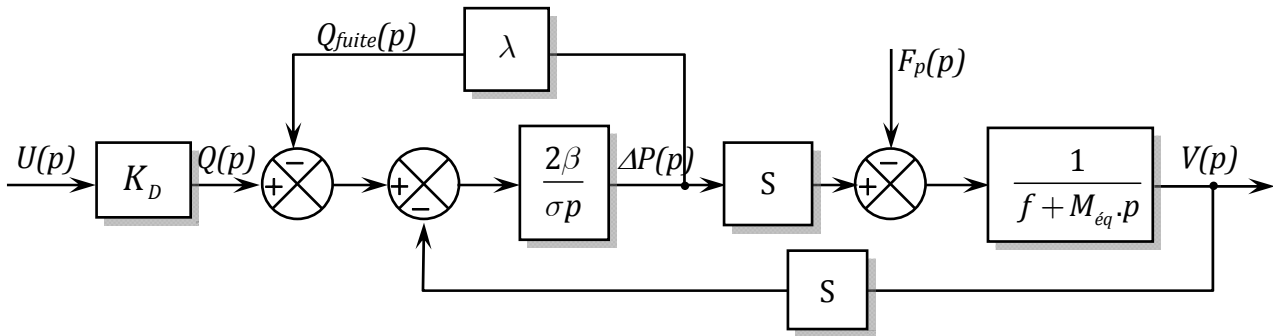 Q_fuite(p)
λ
F_p(p)
U(p)
K_D
Q(p)
−
+
+
−
2β
σp
ΔP(p)
S
−
+
1
f + M_éq.p
V(p)
S